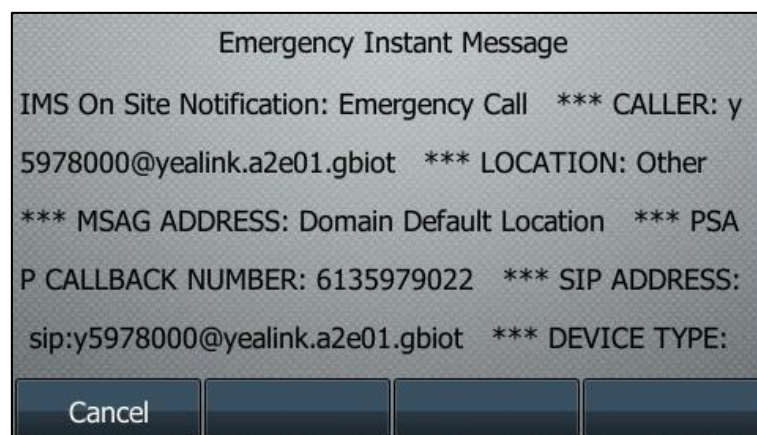 Emergency Instant Message
IMS On Site Notification: Emergency Call *** CALLER: y
5978000@yealink.a2e01.gbiot *** LOCATION: Other
*** MSAG ADDRESS: Domain Default Location *** PSA
P CALLBACK NUMBER: 6135979022 *** SIP ADDRESS:
sip:y5978000@yealink.a2e01.gbiot *** DEVICE TYPE:
Cancel